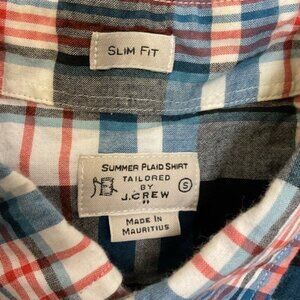 SLIM FIT
SUMMER PLAID SHIRT
TAILORED
BY
J.CREW
S
MADE IN
MAURITIUS